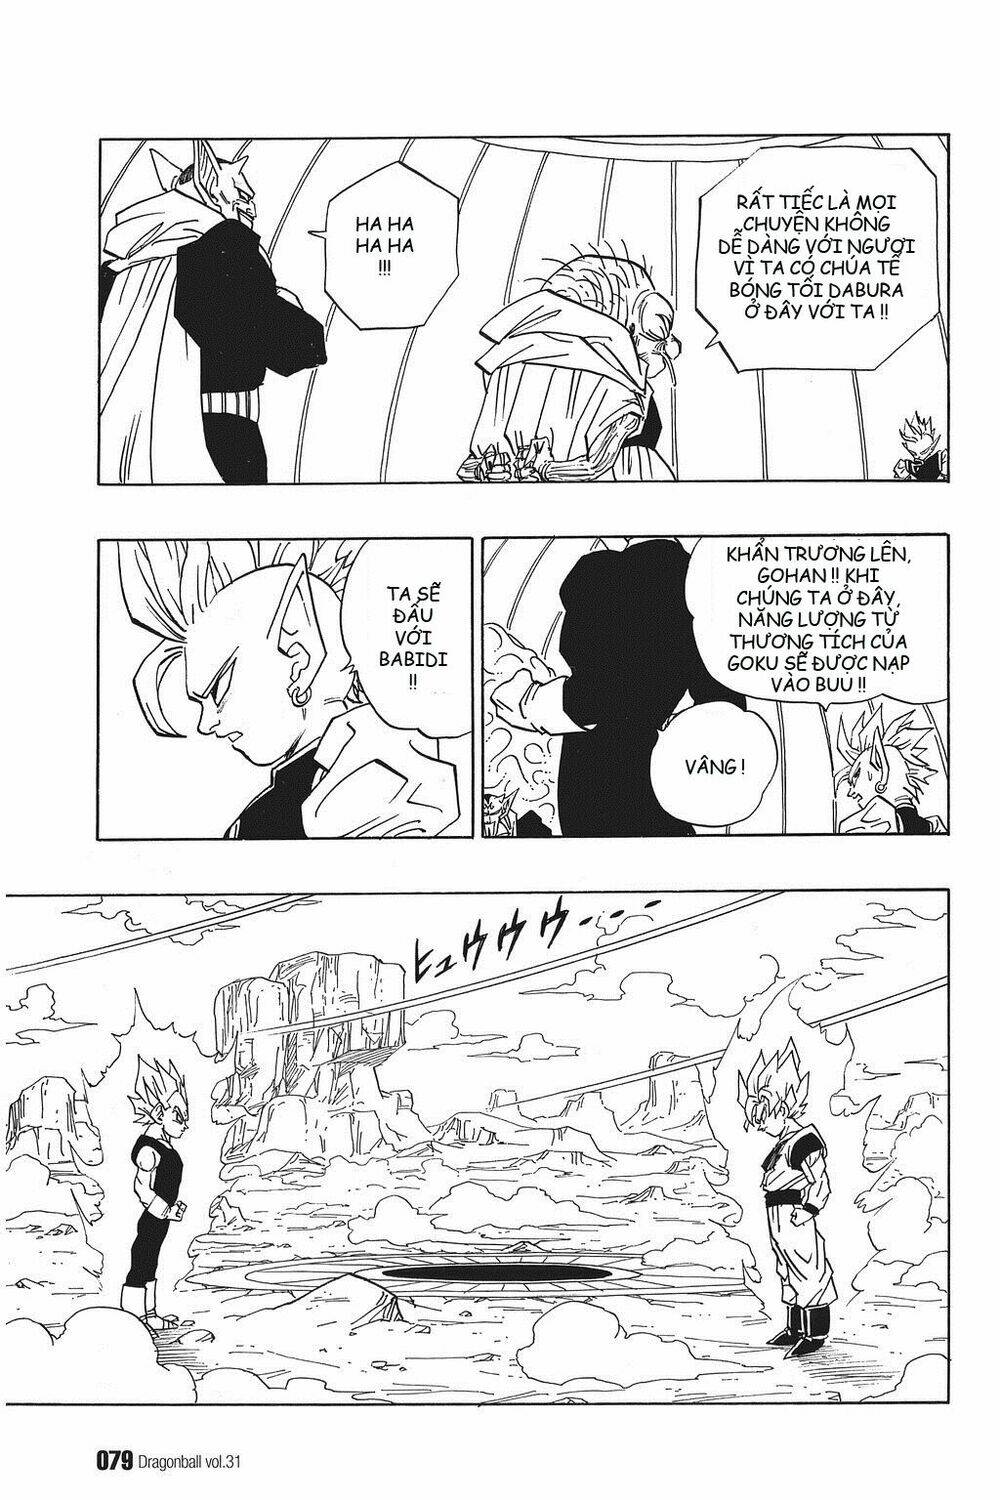 RẤT TIẾC LÀ MỌI
CHUYỆN KHÔNG
DỄ DÀNG VỚI NGƯƠI
VÌ TA CÓ CHÚA TỂ
BÓNG TỐI DABURA
Ở ĐÂY VỚI TA !!
HA HA
HA HA
!!!
KHẨN TRƯƠNG LÊN,
GOHAN !! KHI
CHÚNG TA Ở ĐÂY,
NĂNG LƯỢNG TỪ
THƯƠNG TÍCH CỦA
GOKU SẼ ĐƯỢC NẠP
VÀO BUU !!
VÂNG !
TA SẼ
ĐẤU
VỚI
BABIDI
!!
ヒュウウウ・・・・
079 Dragonball vol.31